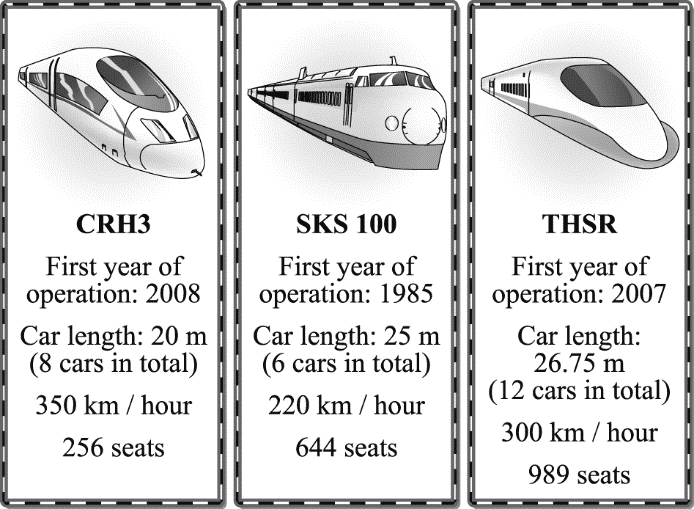 CRH3
First year of
operation: 2008
Car length: 20 m
(8 cars in total)
350 km / hour
256 seats
SKS 100
First year of
operation: 1985
Car length: 25 m
(6 cars in total)
220 km / hour
644 seats
THSR
First year of
operation: 2007
Car length:
26.75 m
(12 cars in total)
300 km / hour
989 seats